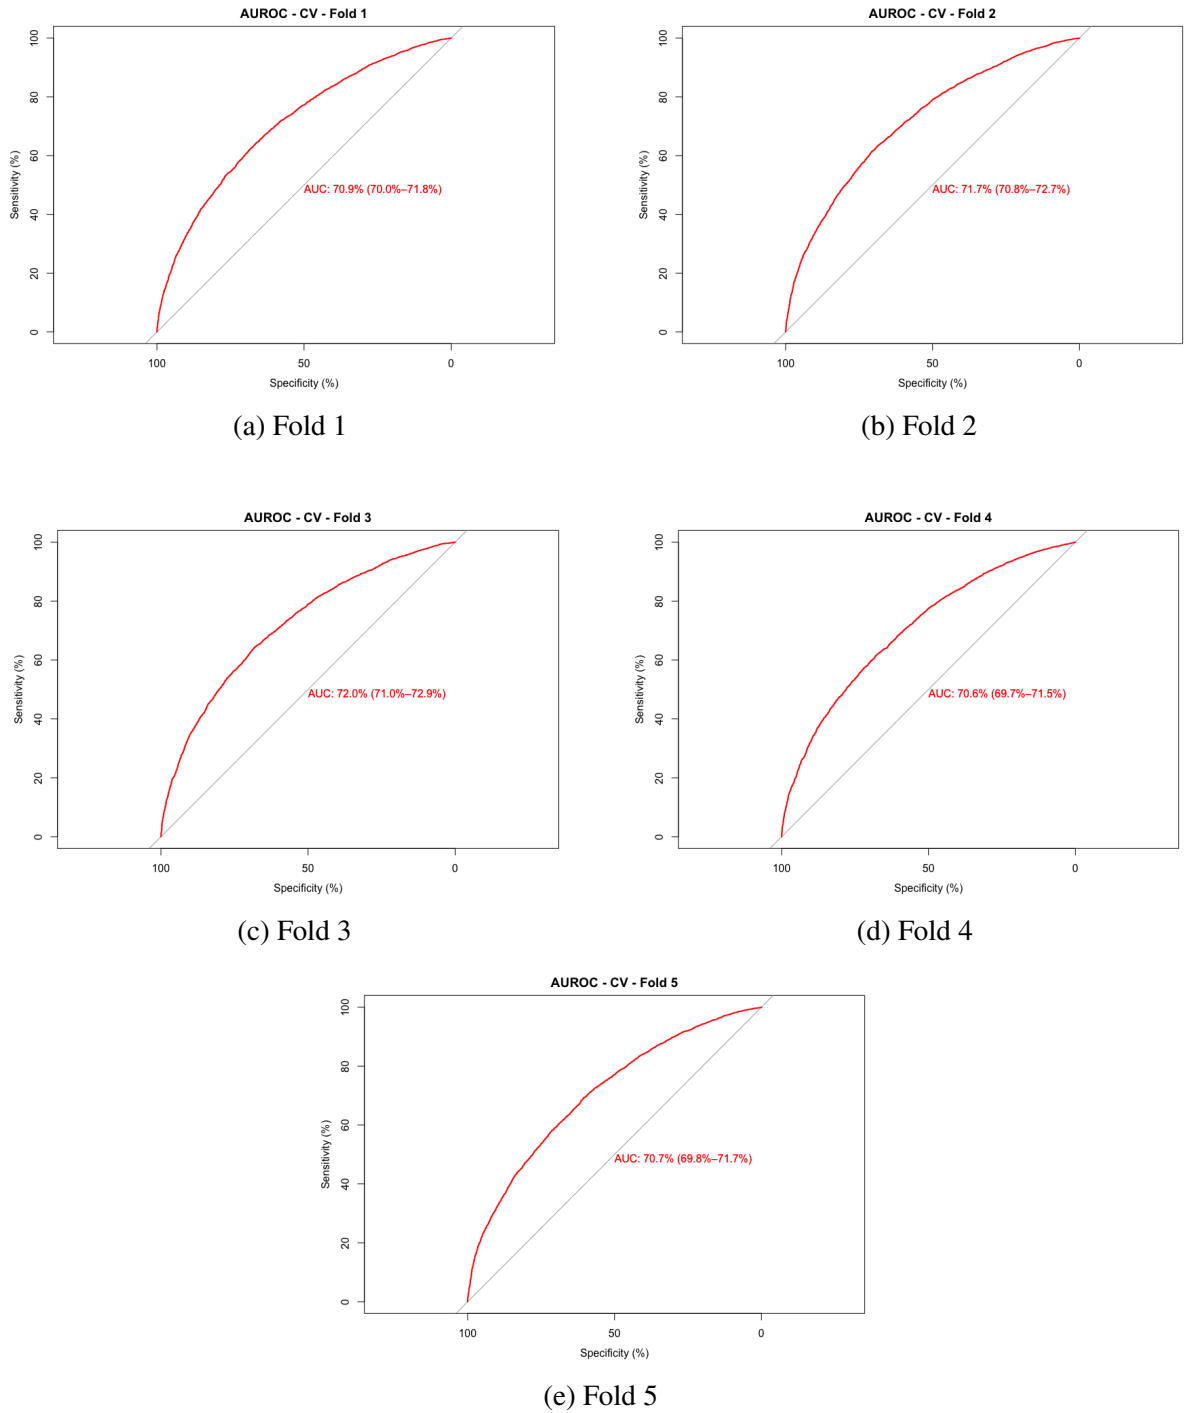 AUROC - CV - Fold 1
100
80
60
40
20
0
Sensitivity (%)
AUC: 70.9% (70.0%–71.8%)
100 50 0
Specificity (%)
(a) Fold 1
AUROC - CV - Fold 2
100
80
60
40
20
0
Sensitivity (%)
AUC: 71.7% (70.8%–72.7%)
100 50 0
Specificity (%)
(b) Fold 2
AUROC - CV - Fold 3
100
80
60
40
20
0
Sensitivity (%)
AUC: 72.0% (71.0%–72.9%)
100 50 0
Specificity (%)
(c) Fold 3
AUROC - CV - Fold 4
100
80
60
40
20
0
Sensitivity (%)
AUC: 70.6% (69.7%–71.5%)
100 50 0
Specificity (%)
(d) Fold 4
AUROC - CV - Fold 5
100
80
60
40
20
0
Sensitivity (%)
AUC: 70.7% (69.8%–71.7%)
100 50 0
Specificity (%)
(e) Fold 5